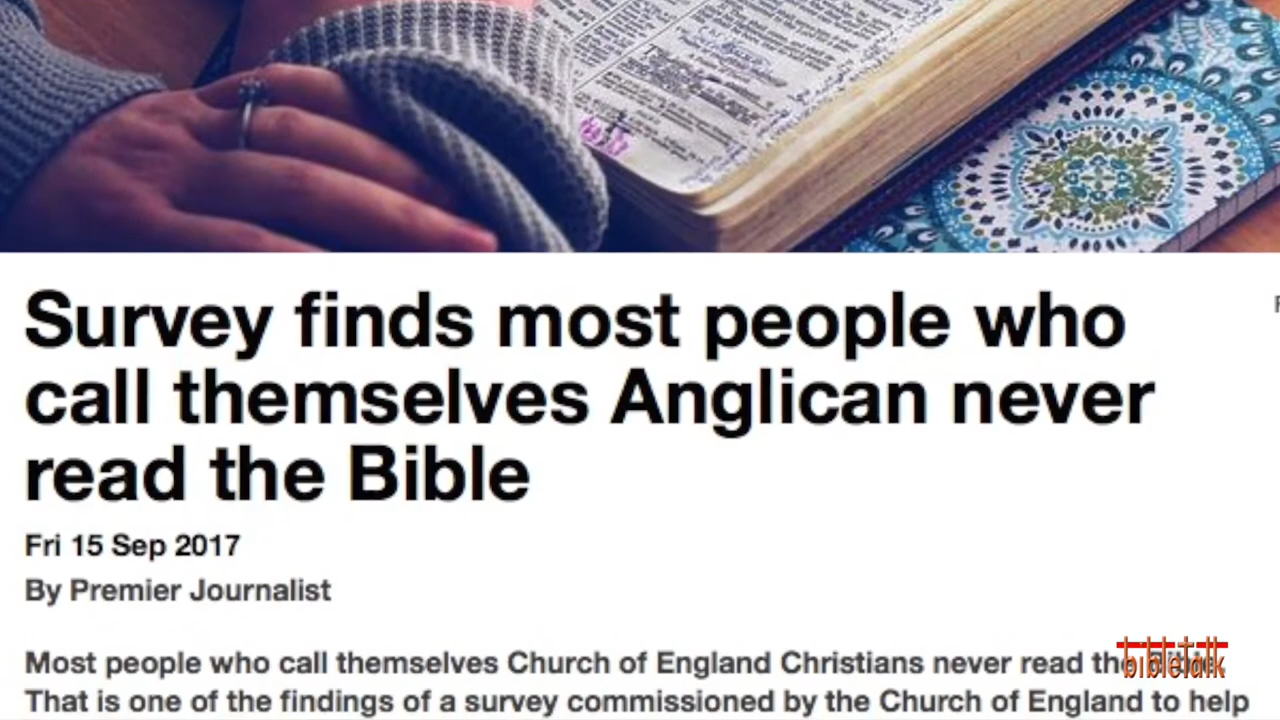 Survey finds most people who
call themselves Anglican never
read the Bible
Fri 15 Sep 2017
By Premier Journalist
Most people who call themselves Church of England Christians never read the Bible.
That is one of the findings of a survey commissioned by the Church of England to help
bibletalk